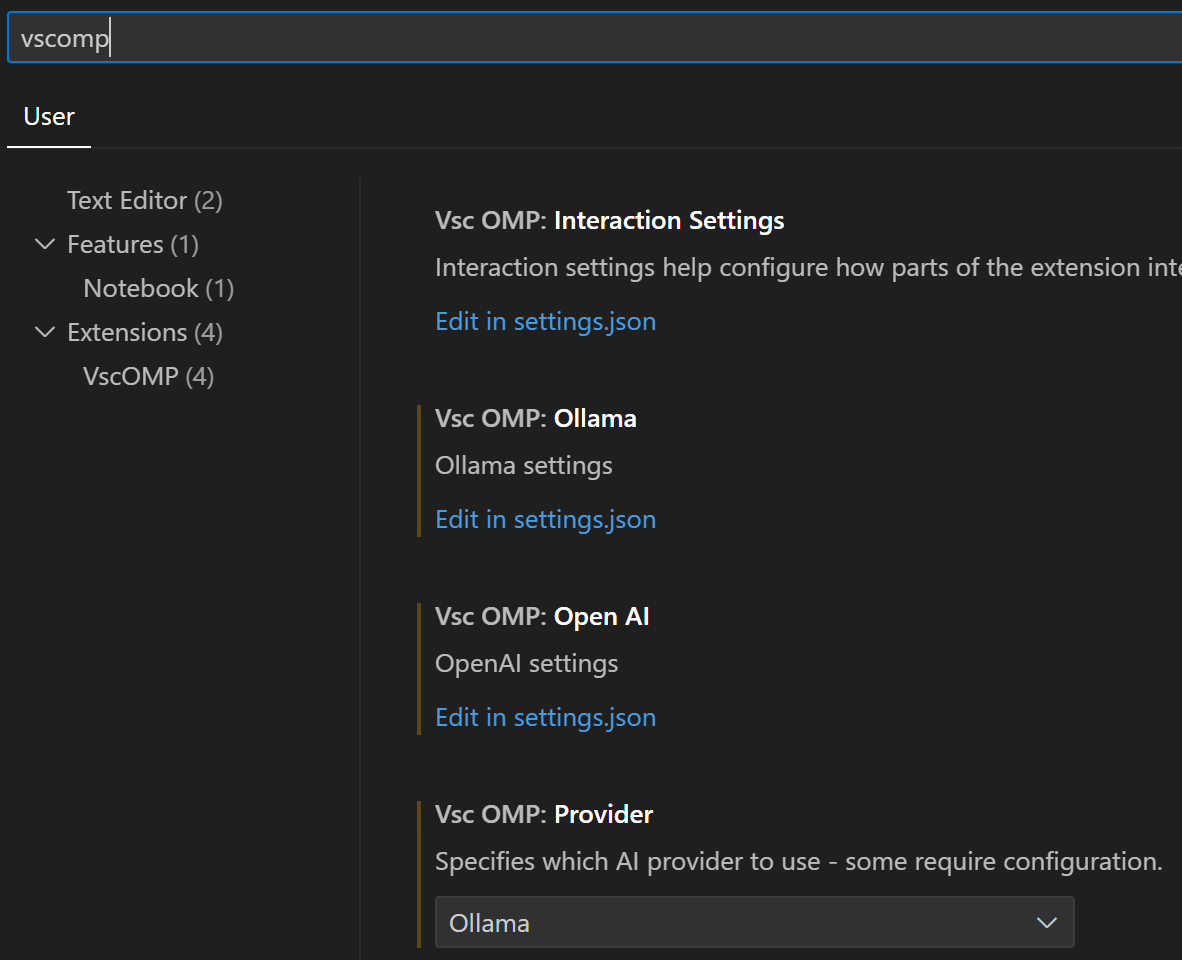 vscomp
User
Text Editor (2)
Features (1)
Notebook (1)
Extensions (4)
VscOMP (4)
Vsc OMP: Interaction Settings
Interaction settings help configure how parts of the extension
Edit in settings.json
Vsc OMP: Ollama
Ollama settings
Edit in settings.json
Vsc OMP: Open AI
OpenAI settings
Edit in settings.json
Vsc OMP: Provider
Specifies which AI provider to use - some require configuration.
Ollama